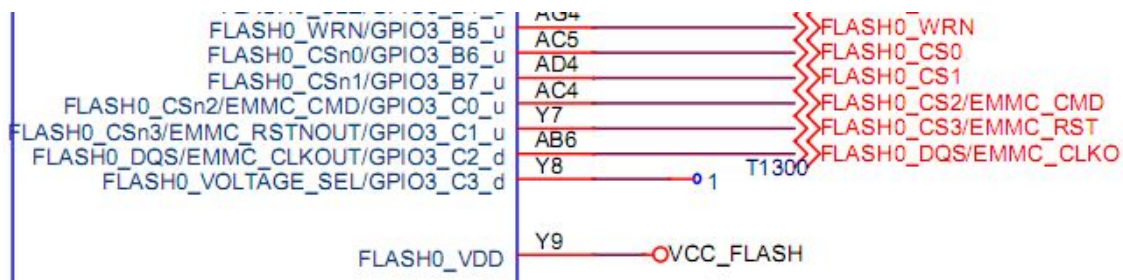 AG4
FLASH0_WRN/GPIO3_B5_u FLASH0_WRN
AC5
FLASH0_CSn0/GPIO3_B6_u FLASH0_CS0
AD4
FLASH0_CSn1/GPIO3_B7_u FLASH0_CS1
AC4
FLASH0_CSn2/EMMC_CMD/GPIO3_C0_u FLASH0_CS2/EMMC_CMD
Y7
FLASH0_CSn3/EMMC_RSTNOUT/GPIO3_C1_u FLASH0_CS3/EMMC_RST
AB6
FLASH0_DQS/EMMC_CLKOUT/GPIO3_C2_d FLASH0_DQS/EMMC_CLKO
Y8 T1300
FLASH0_VOLTAGE_SEL/GPIO3_C3_d 1
Y9
FLASH0_VDD VCC_FLASH